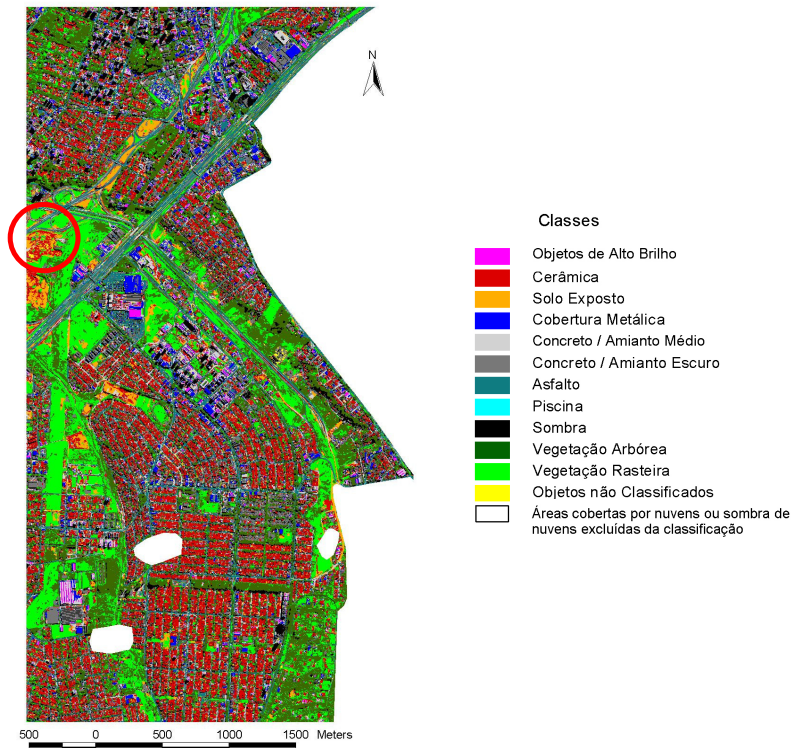 N
Classes
Objetos de Alto Brilho
Cerâmica
Solo Exposto
Cobertura Metálica
Concreto / Amianto Médio
Concreto / Amianto Escuro
Asfalto
Piscina
Sombra
Vegetação Arbórea
Vegetação Rasteira
Objetos não Classificados
Áreas cobertas por nuvens ou sombra de
nuvens excluídas da classificação
500 0 500 1000 1500 Meters